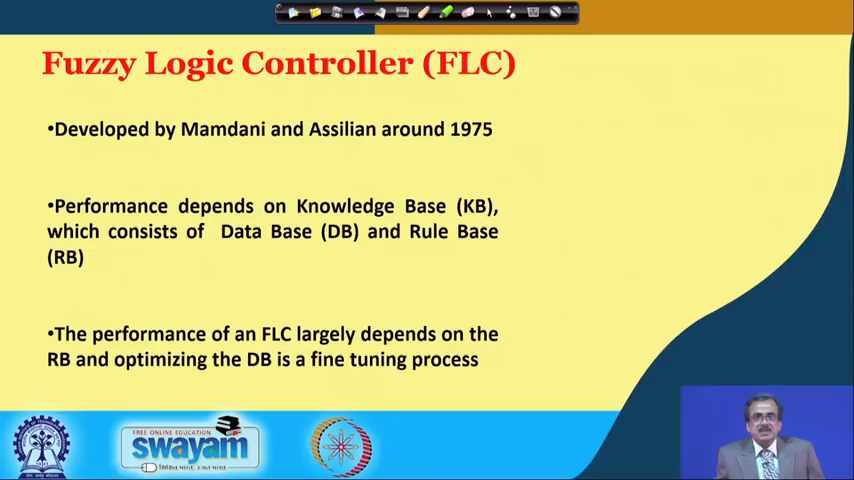 Fuzzy Logic Controller (FLC)
•Developed by Mamdani and Assilian around 1975
•Performance depends on Knowledge Base (KB),
which consists of Data Base (DB) and Rule Base
(RB)
•The performance of an FLC largely depends on the
RB and optimizing the DB is a fine tuning process
FREE ONLINE EDUCATION
swayam